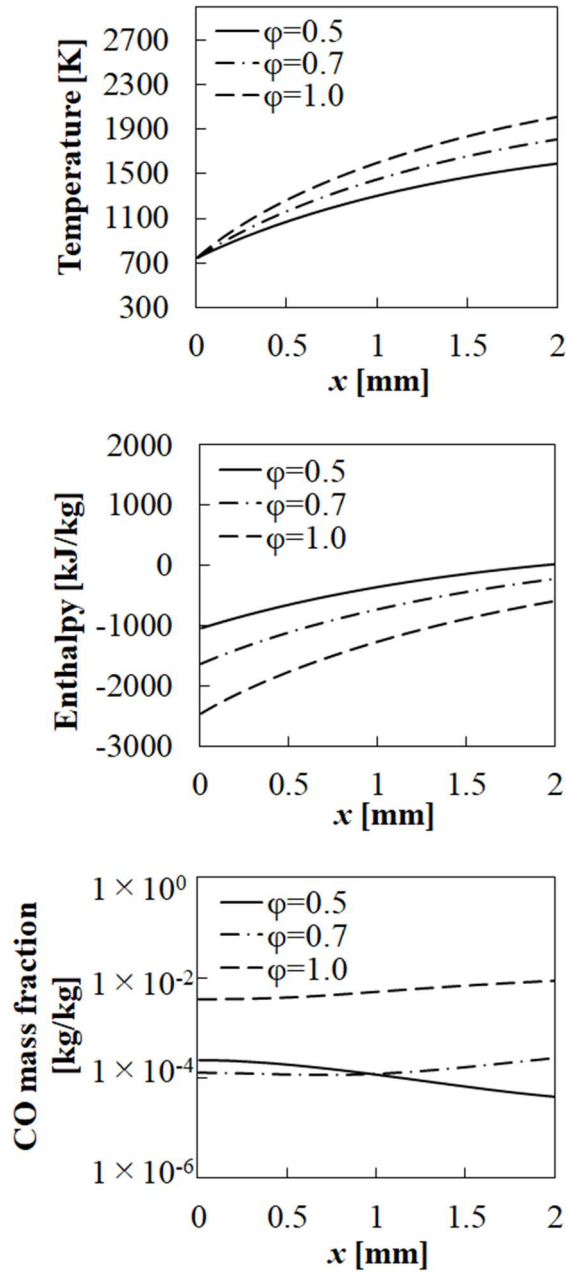 Temperature [K]
2700
2300
1900
1500
1100
700
300
φ=0.5
φ=0.7
φ=1.0
0
0.5
1
1.5
2
x [mm]
Enthalpy [kJ/kg]
2000
1000
0
-1000
-2000
-3000
φ=0.5
φ=0.7
φ=1.0
0
0.5
1
1.5
2
x [mm]
CO mass fraction
[kg/kg]
1×10⁰
1×10⁻²
1×10⁻⁴
1×10⁻⁶
φ=0.5
φ=0.7
φ=1.0
0
0.5
1
1.5
2
x [mm]